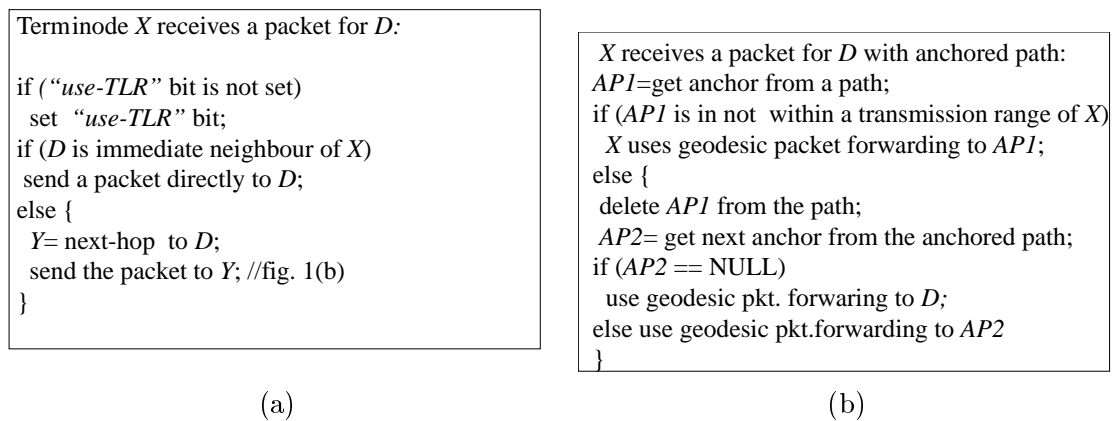 Terminode X receives a packet for D:
if (“use-TLR” bit is not set)
set “use-TLR” bit;
if (D is immediate neighbour of X)
send a packet directly to D;
else {
Y= next-hop to D;
send the packet to Y; //fig. 1(b)
}
(a)
X receives a packet for D with anchored path:
AP1=get anchor from a path;
if (AP1 is in not within a transmission range of X)
X uses geodesic packet forwarding to AP1;
else {
delete AP1 from the path;
AP2= get next anchor from the anchored path;
if (AP2 == NULL)
use geodesic pkt. forwaring to D;
else use geodesic pkt.forwarding to AP2
}
(b)